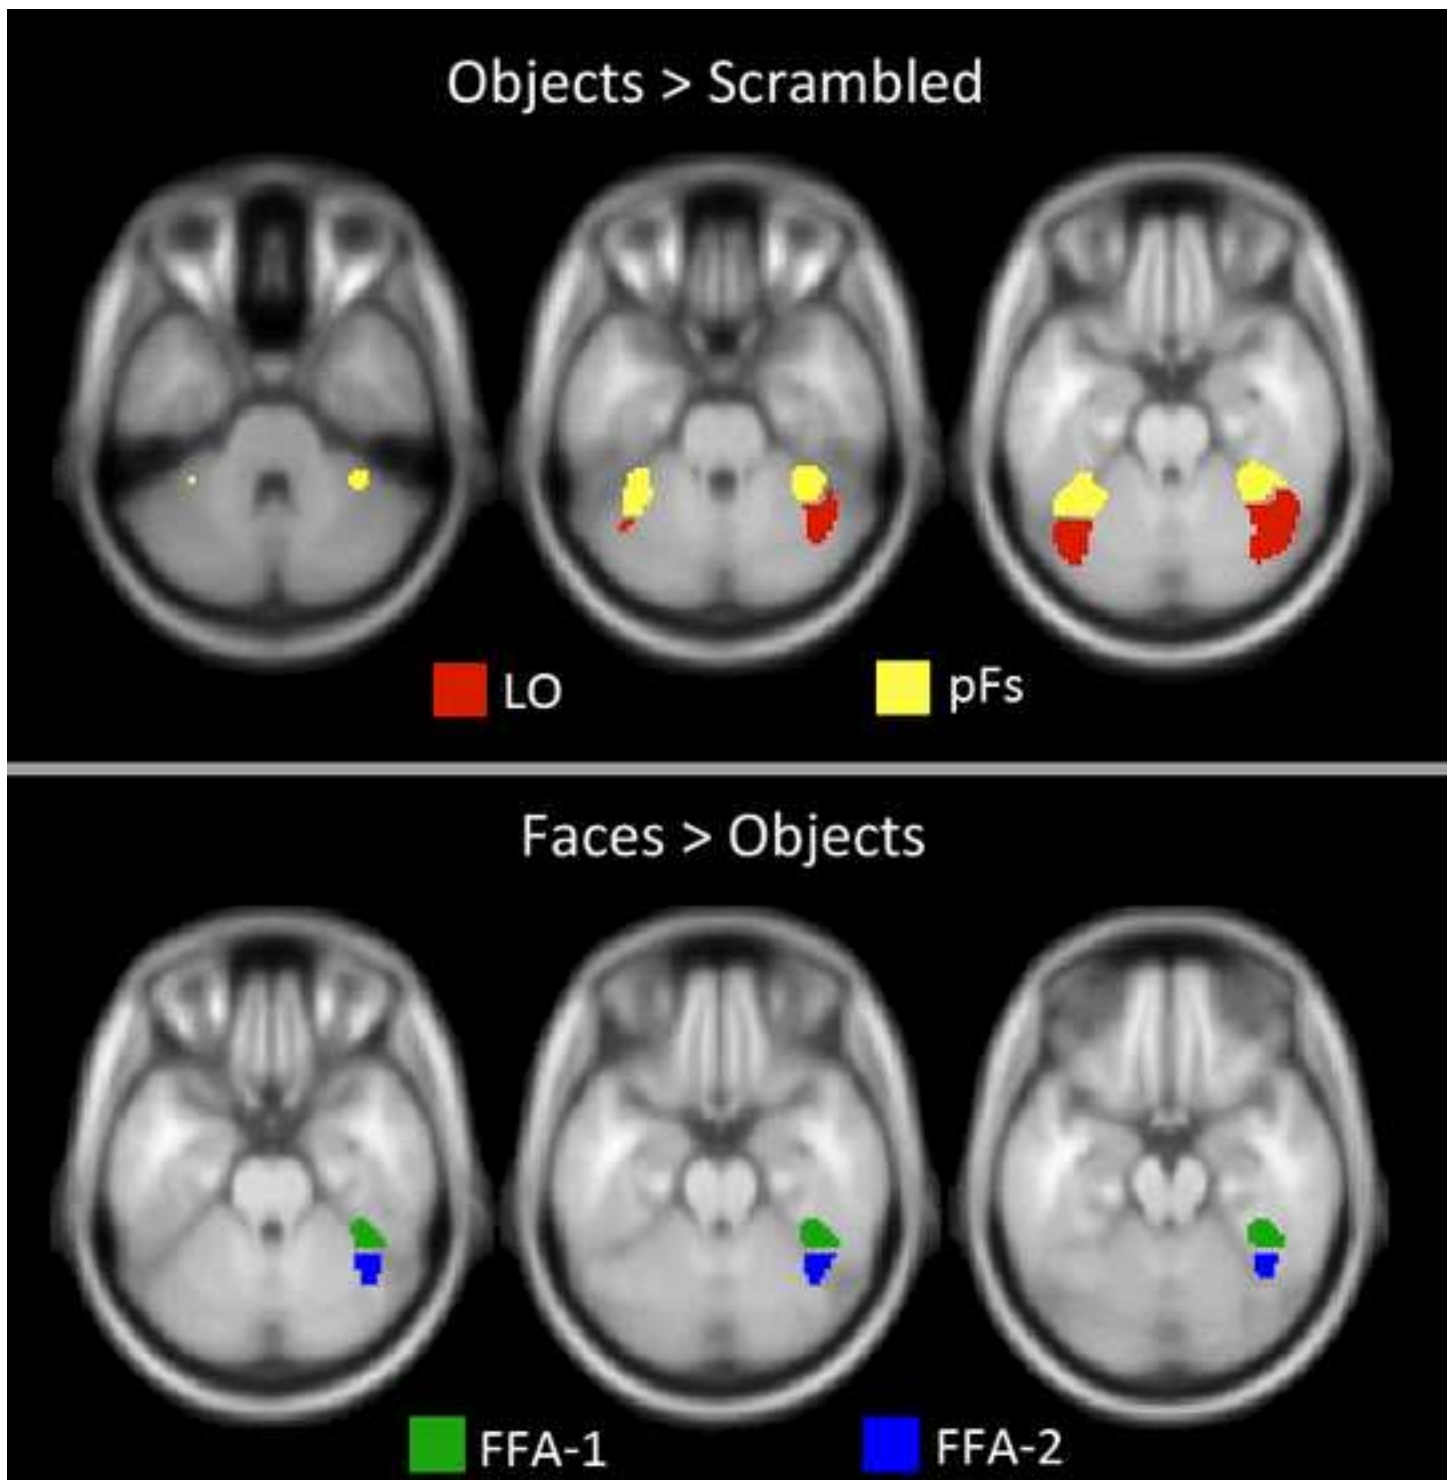 Objects > Scrambled
LO
pFs
Faces > Objects
FFA-1
FFA-2